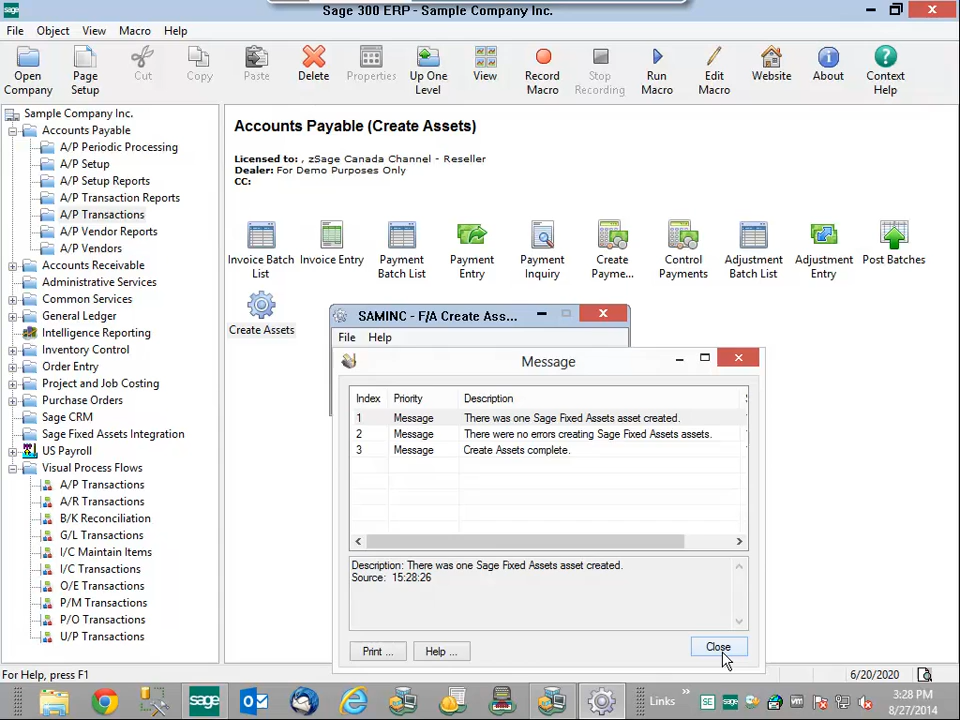 sage
Sage 300 ERP - Sample Company Inc.
File Object View Macro Help
Open Company
Page Setup
Cut
Copy
Paste
Delete
Properties
Up One Level
View
Record Macro
Stop Recording
Run Macro
Edit Macro
Website
About
Context Help
Sample Company Inc.
Accounts Payable
A/P Periodic Processing
A/P Setup
A/P Setup Reports
A/P Transaction Reports
A/P Transactions
A/P Vendor Reports
A/P Vendors
Accounts Receivable
Administrative Services
Common Services
General Ledger
Intelligence Reporting
Inventory Control
Order Entry
Project and Job Costing
Purchase Orders
Sage CRM
Sage Fixed Assets Integration
US Payroll
Visual Process Flows
A/P Transactions
A/R Transactions
B/K Reconciliation
G/L Transactions
I/C Maintain Items
I/C Transactions
O/E Transactions
P/M Transactions
P/O Transactions
U/P Transactions
Accounts Payable (Create Assets)
Licensed to: , zSage Canada Channel - Reseller
Dealer: For Demo Purposes Only
CC:
Invoice Batch List
Invoice Entry
Payment Batch List
Payment Entry
Payment Inquiry
Create Payme...
Control Payments
Adjustment Batch List
Adjustment Entry
Post Batches
Create Assets
SAMINC - F/A Create Ass...
File Help
Message
Index Priority Description
1 Message There was one Sage Fixed Assets asset created.
2 Message There were no errors creating Sage Fixed Assets assets.
3 Message Create Assets complete.
Description: There was one Sage Fixed Assets asset created.
Source: 15:28:26
Print ...
Help ...
Close
For Help, press F1
6/20/2020
sage
Links
SE
sage
3:28 PM
8/27/2014